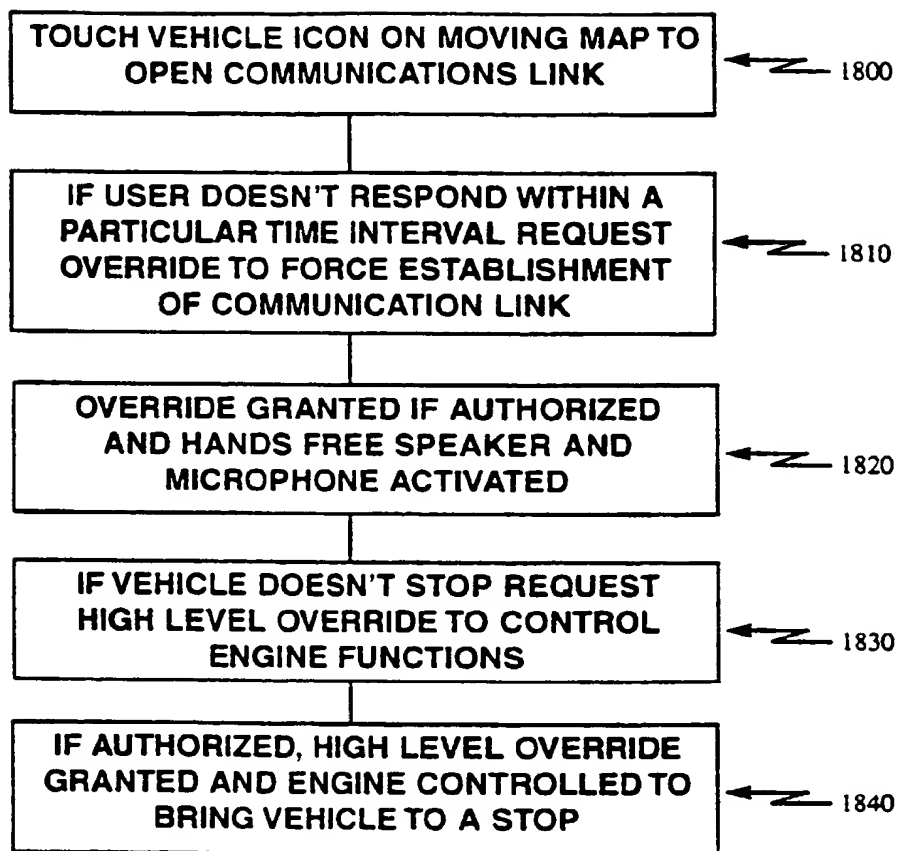 TOUCH VEHICLE ICON ON MOVING MAP TO
OPEN COMMUNICATIONS LINK
1800
IF USER DOESN'T RESPOND WITHIN A
PARTICULAR TIME INTERVAL REQUEST
OVERRIDE TO FORCE ESTABLISHMENT
OF COMMUNICATION LINK
1810
OVERRIDE GRANTED IF AUTHORIZED
AND HANDS FREE SPEAKER AND
MICROPHONE ACTIVATED
1820
IF VEHICLE DOESN'T STOP REQUEST
HIGH LEVEL OVERRIDE TO CONTROL
ENGINE FUNCTIONS
1830
IF AUTHORIZED, HIGH LEVEL OVERRIDE
GRANTED AND ENGINE CONTROLLED TO
BRING VEHICLE TO A STOP
1840